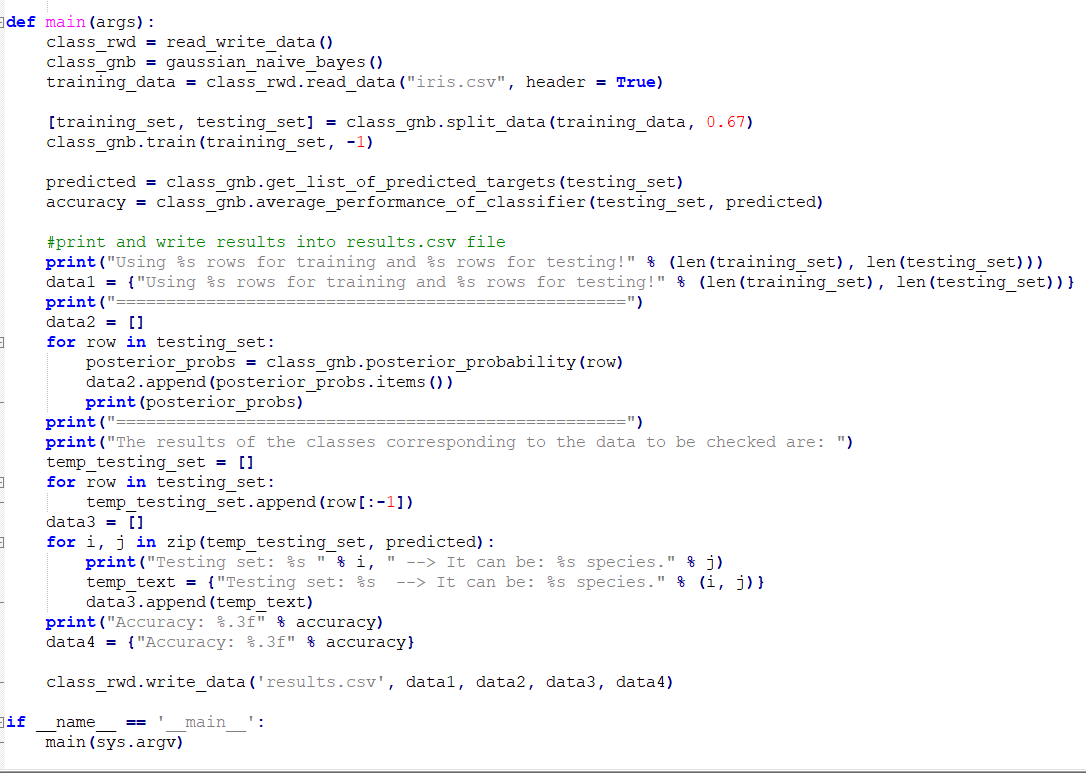 def main(args):
    class_rwd = read_write_data()
    class_gnb = gaussian_naive_bayes()
    training_data = class_rwd.read_data("iris.csv", header = True)

    [training_set, testing_set] = class_gnb.split_data(training_data, 0.67)
    class_gnb.train(training_set, -1)

    predicted = class_gnb.get_list_of_predicted_targets(testing_set)
    accuracy = class_gnb.average_performance_of_classifier(testing_set, predicted)

    #print and write results into results.csv file
    print("Using %s rows for training and %s rows for testing!" % (len(training_set), len(testing_set)))
    data1 = {"Using %s rows for training and %s rows for testing!" % (len(training_set), len(testing_set))}
    print("===================================================")
    data2 = []
    for row in testing_set:
        posterior_probs = class_gnb.posterior_probability(row)
        data2.append(posterior_probs.items())
        print(posterior_probs)
    print("===================================================")
    print("The results of the classes corresponding to the data to be checked are: ")
    temp_testing_set = []
    for row in testing_set:
        temp_testing_set.append(row[:-1])
    data3 = []
    for i, j in zip(temp_testing_set, predicted):
        print("Testing set: %s " % i, " --> It can be: %s species." % j)
        temp_text = {"Testing set: %s  --> It can be: %s species." % (i, j)}
        data3.append(temp_text)
    print("Accuracy: %.3f" % accuracy)
    data4 = {"Accuracy: %.3f" % accuracy}

    class_rwd.write_data('results.csv', data1, data2, data3, data4)

if __name__ == '__main__':
    main(sys.argv)